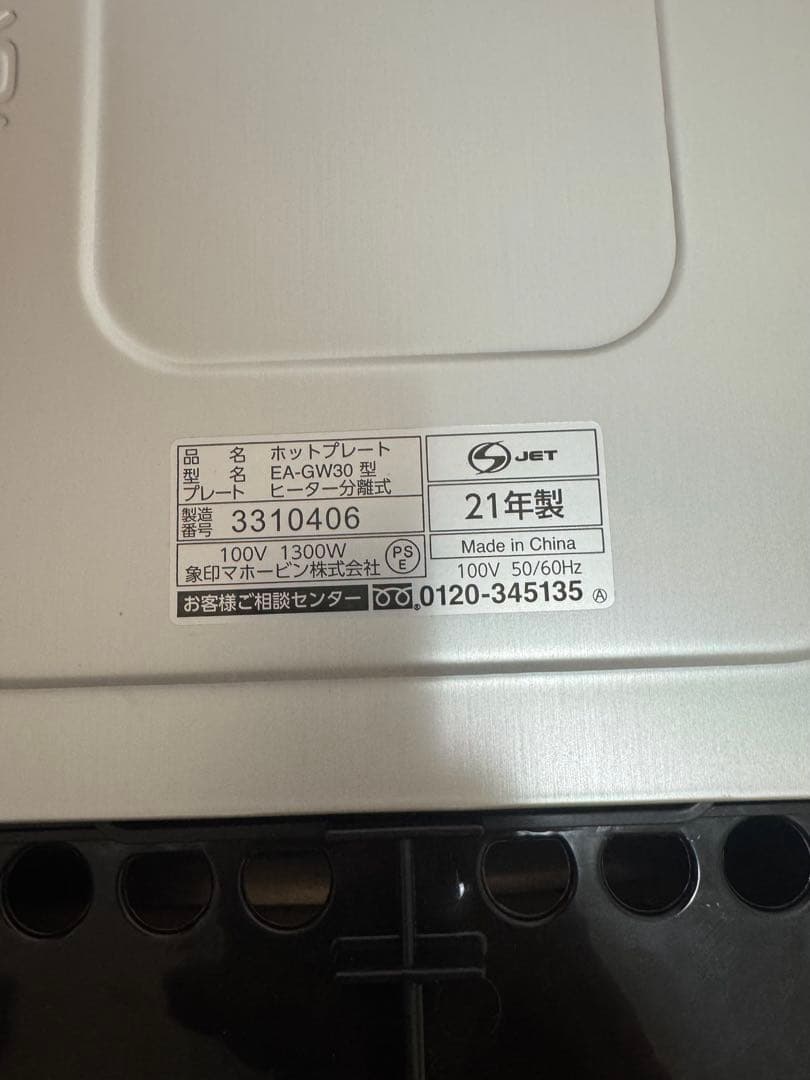 品名 ホットプレート
型名 EA-GW30 型
プレート ヒーター分離式
製造番号 3310406
100V 1300W
象印マホービン株式会社
PS E
JET
21年製
Made in China
100V 50/60Hz
お客様ご相談センター 0120-345135 Ⓐ